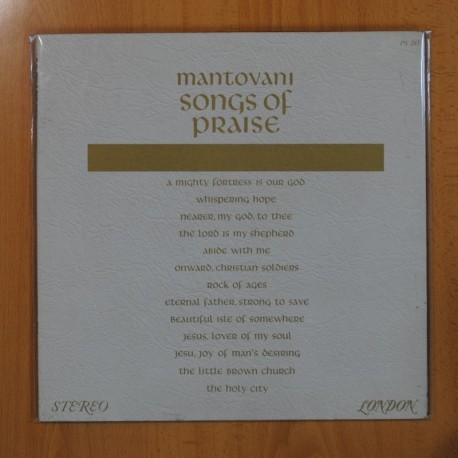 mantovani
songs of
praise
a mighty fortress is our god
whispering hope
nearer, my god, to thee
the lord is my shepherd
abide with me
onward, christian soldiers
rock of ages
eternal father, strong to save
beautiful isle of somewhere
jesus, lover of my soul
jesu, joy of man's desiring
the little brown church
the holy city
STEREO
LONDON